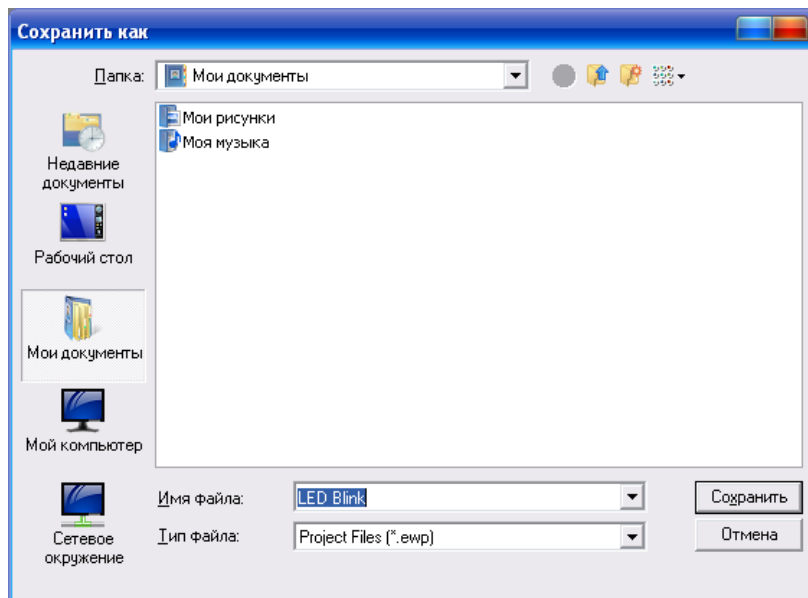 Сохранить как
Папка:
Мои документы
Мои рисунки
Моя музыка
Недавние
документы
Рабочий стол
Мои документы
Мой компьютер
Сетевое
окружение
Имя файла:
LED Blink
Сохранить
Тип файла:
Project Files (*.ewp)
Отмена